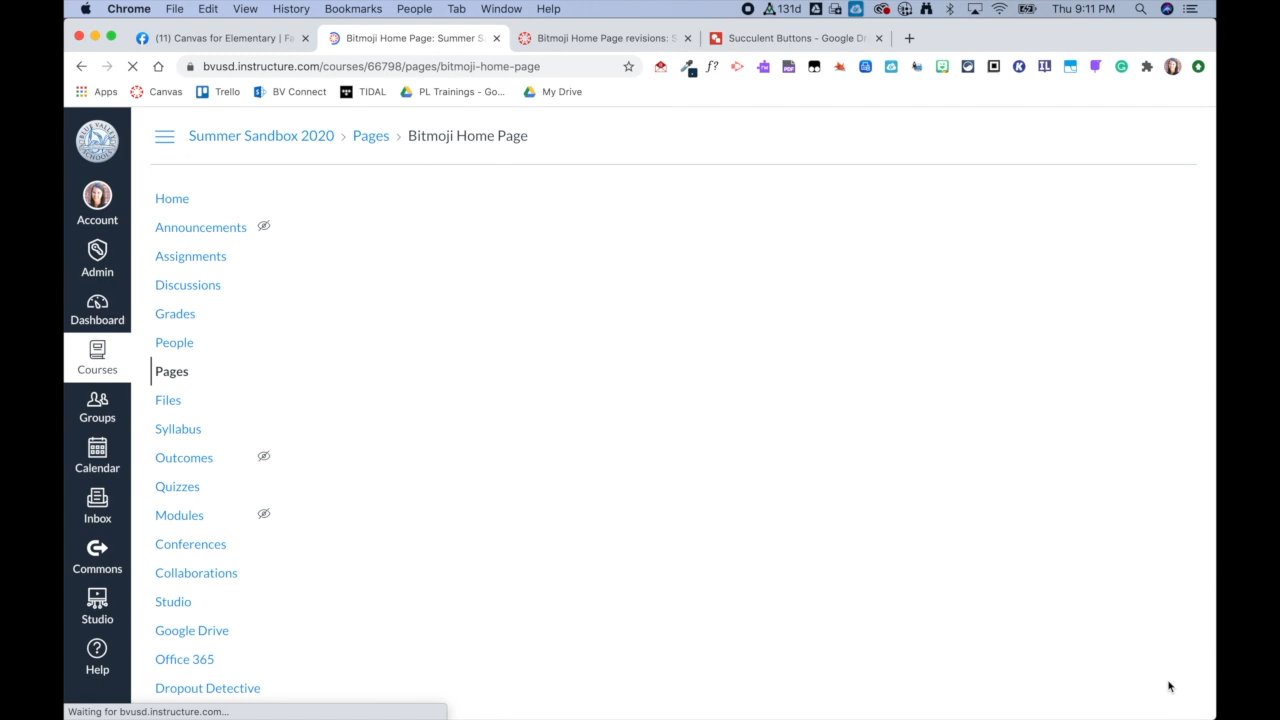 Chrome File Edit View History Bookmarks People Tab Window Help 131d Thu 9:11 PM
(11) Canvas for Elementary | Fa Bitmoji Home Page: Summer S Bitmoji Home Page revisions: S Succulent Buttons - Google Dr
bvusd.instructure.com/courses/66798/pages/bitmoji-home-page
Apps Canvas Trello BV Connect TIDAL PL Trainings - Go... My Drive
Summer Sandbox 2020 > Pages > Bitmoji Home Page
Account
Admin
Dashboard
Courses
Groups
Calendar
Inbox
Commons
Studio
Help
Home
Announcements
Assignments
Discussions
Grades
People
Pages
Files
Syllabus
Outcomes
Quizzes
Modules
Conferences
Collaborations
Studio
Google Drive
Office 365
Dropout Detective
Waiting for bvusd.instructure.com...